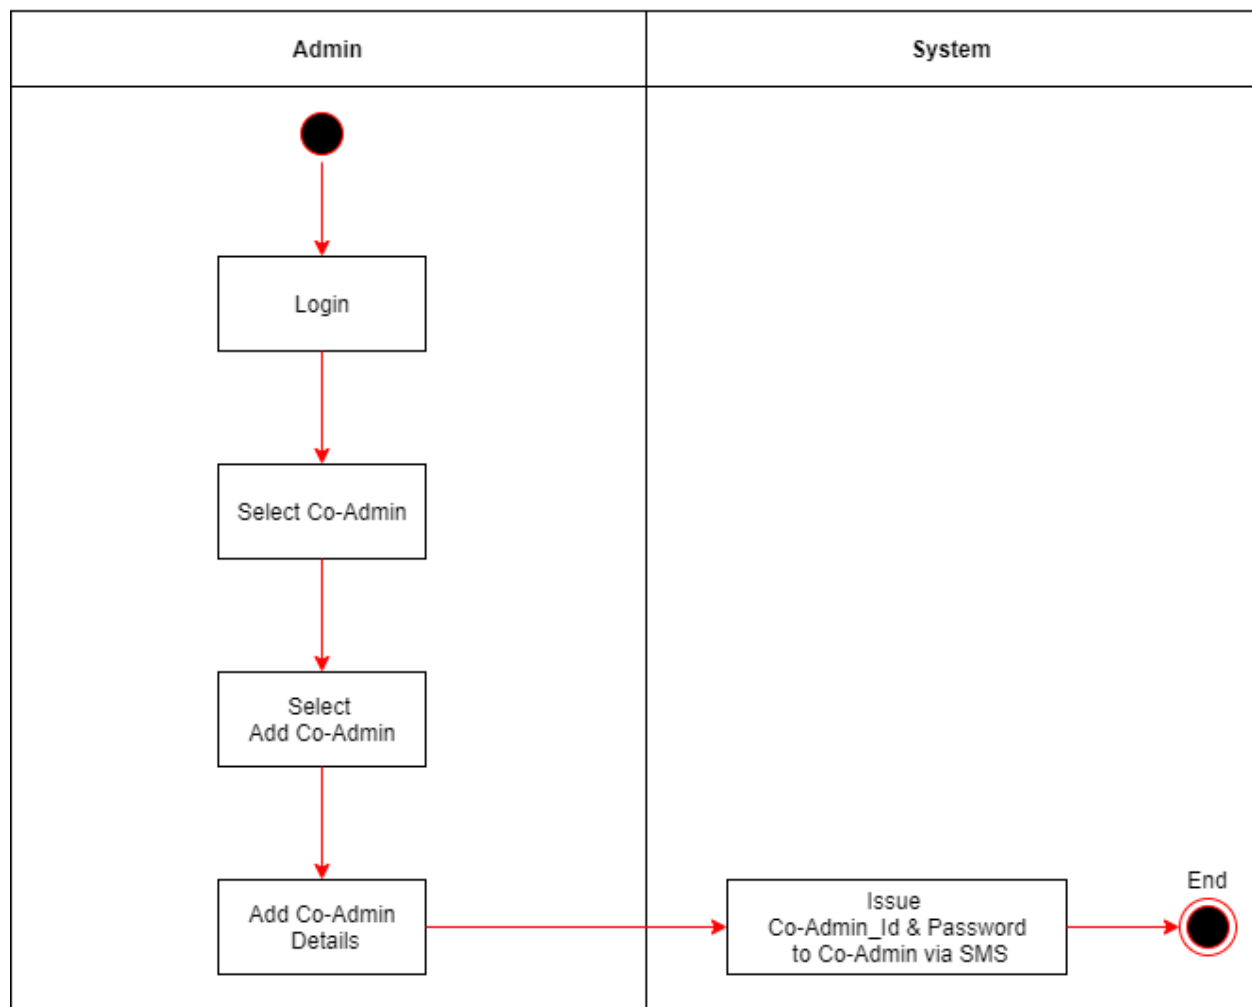 Admin
System
Login
Select Co-Admin
Select
Add Co-Admin
Add Co-Admin
Details
Issue
Co-Admin_Id & Password
to Co-Admin via SMS
End